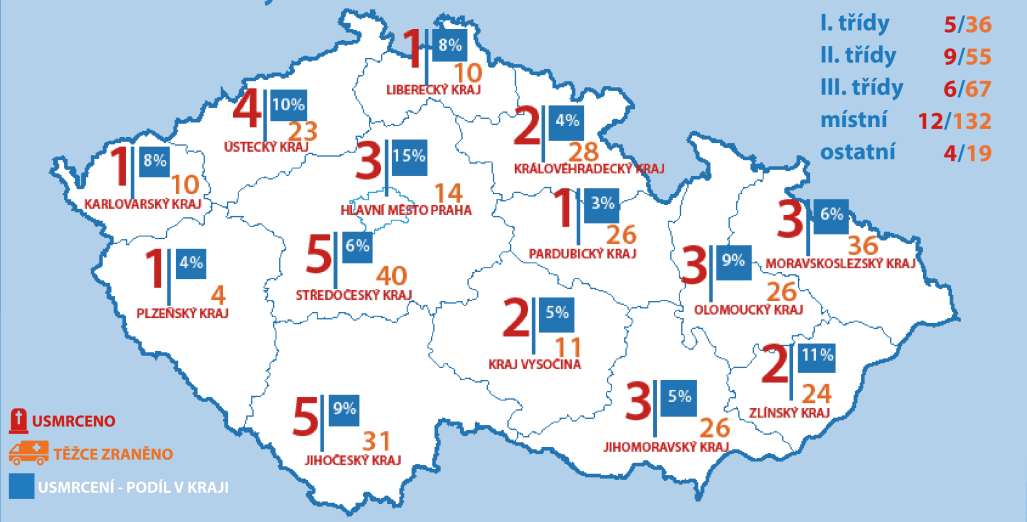 I. třídy 5/36
II. třídy 9/55
III. třídy 6/67
místní 12/132
ostatní 4/19
1 8% 10
LIBERECKÝ KRAJ
4 10% 23
ÚSTECKÝ KRAJ
2 4% 28
KRÁLOVÉHRADECKÝ KRAJ
1 8% 10
KARLOVARSKÝ KRAJ
3 15% 14
HLAVNÍ MĚSTO PRAHA
1 3% 26
PARDUBICKÝ KRAJ
3 6% 36
MORAVSKOSLEZSKÝ KRAJ
1 4% 4
PLZEŇSKÝ KRAJ
5 6% 40
STŘEDOČESKÝ KRAJ
3 9% 26
OLOMOUCKÝ KRAJ
2 5% 11
KRAJ VYSOČINA
2 11% 24
ZLÍNSKÝ KRAJ
5 9% 31
JIHOČESKÝ KRAJ
3 5% 26
JIHOMORAVSKÝ KRAJ
USMRCENO
TĚŽCE ZRANĚNO
USMRCENÍ - PODÍL V KRAJI